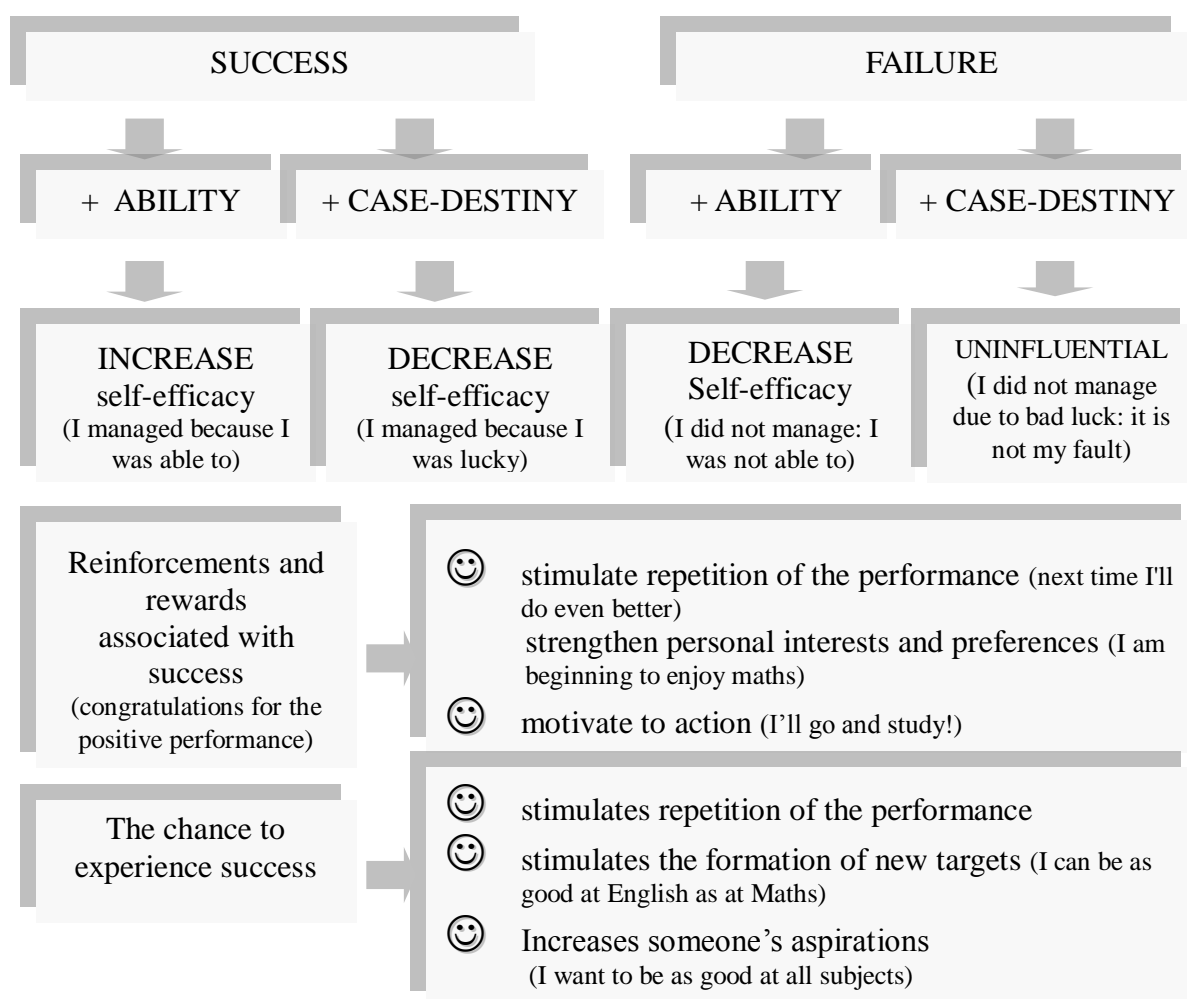 SUCCESS
FAILURE
+ ABILITY
+ CASE-DESTINY
+ ABILITY
+ CASE-DESTINY
INCREASE
self-efficacy
(I managed because I
was able to)
DECREASE
self-efficacy
(I managed because I
was lucky)
DECREASE
Self-efficacy
(I did not manage: I
was not able to)
UNINFLUENTIAL
(I did not manage
due to bad luck: it is
not my fault)
Reinforcements and
rewards
associated with
success
(congratulations for the
positive performance)
stimulate repetition of the performance (next time I'll
do even better)
strengthen personal interests and preferences (I am
beginning to enjoy maths)
motivate to action (I’ll go and study!)
The chance to
experience success
stimulates repetition of the performance
stimulates the formation of new targets (I can be as
good at English as at Maths)
Increases someone’s aspirations
(I want to be as good at all subjects)